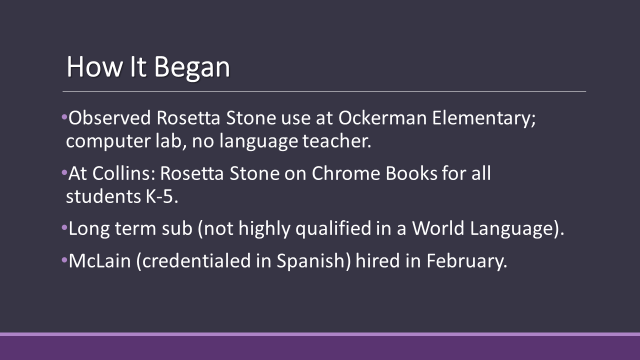 How It Began
•Observed Rosetta Stone use at Ockerman Elementary;
computer lab, no language teacher.
•At Collins: Rosetta Stone on Chrome Books for all
students K-5.
•Long term sub (not highly qualified in a World Language).
•McLain (credentialed in Spanish) hired in February.